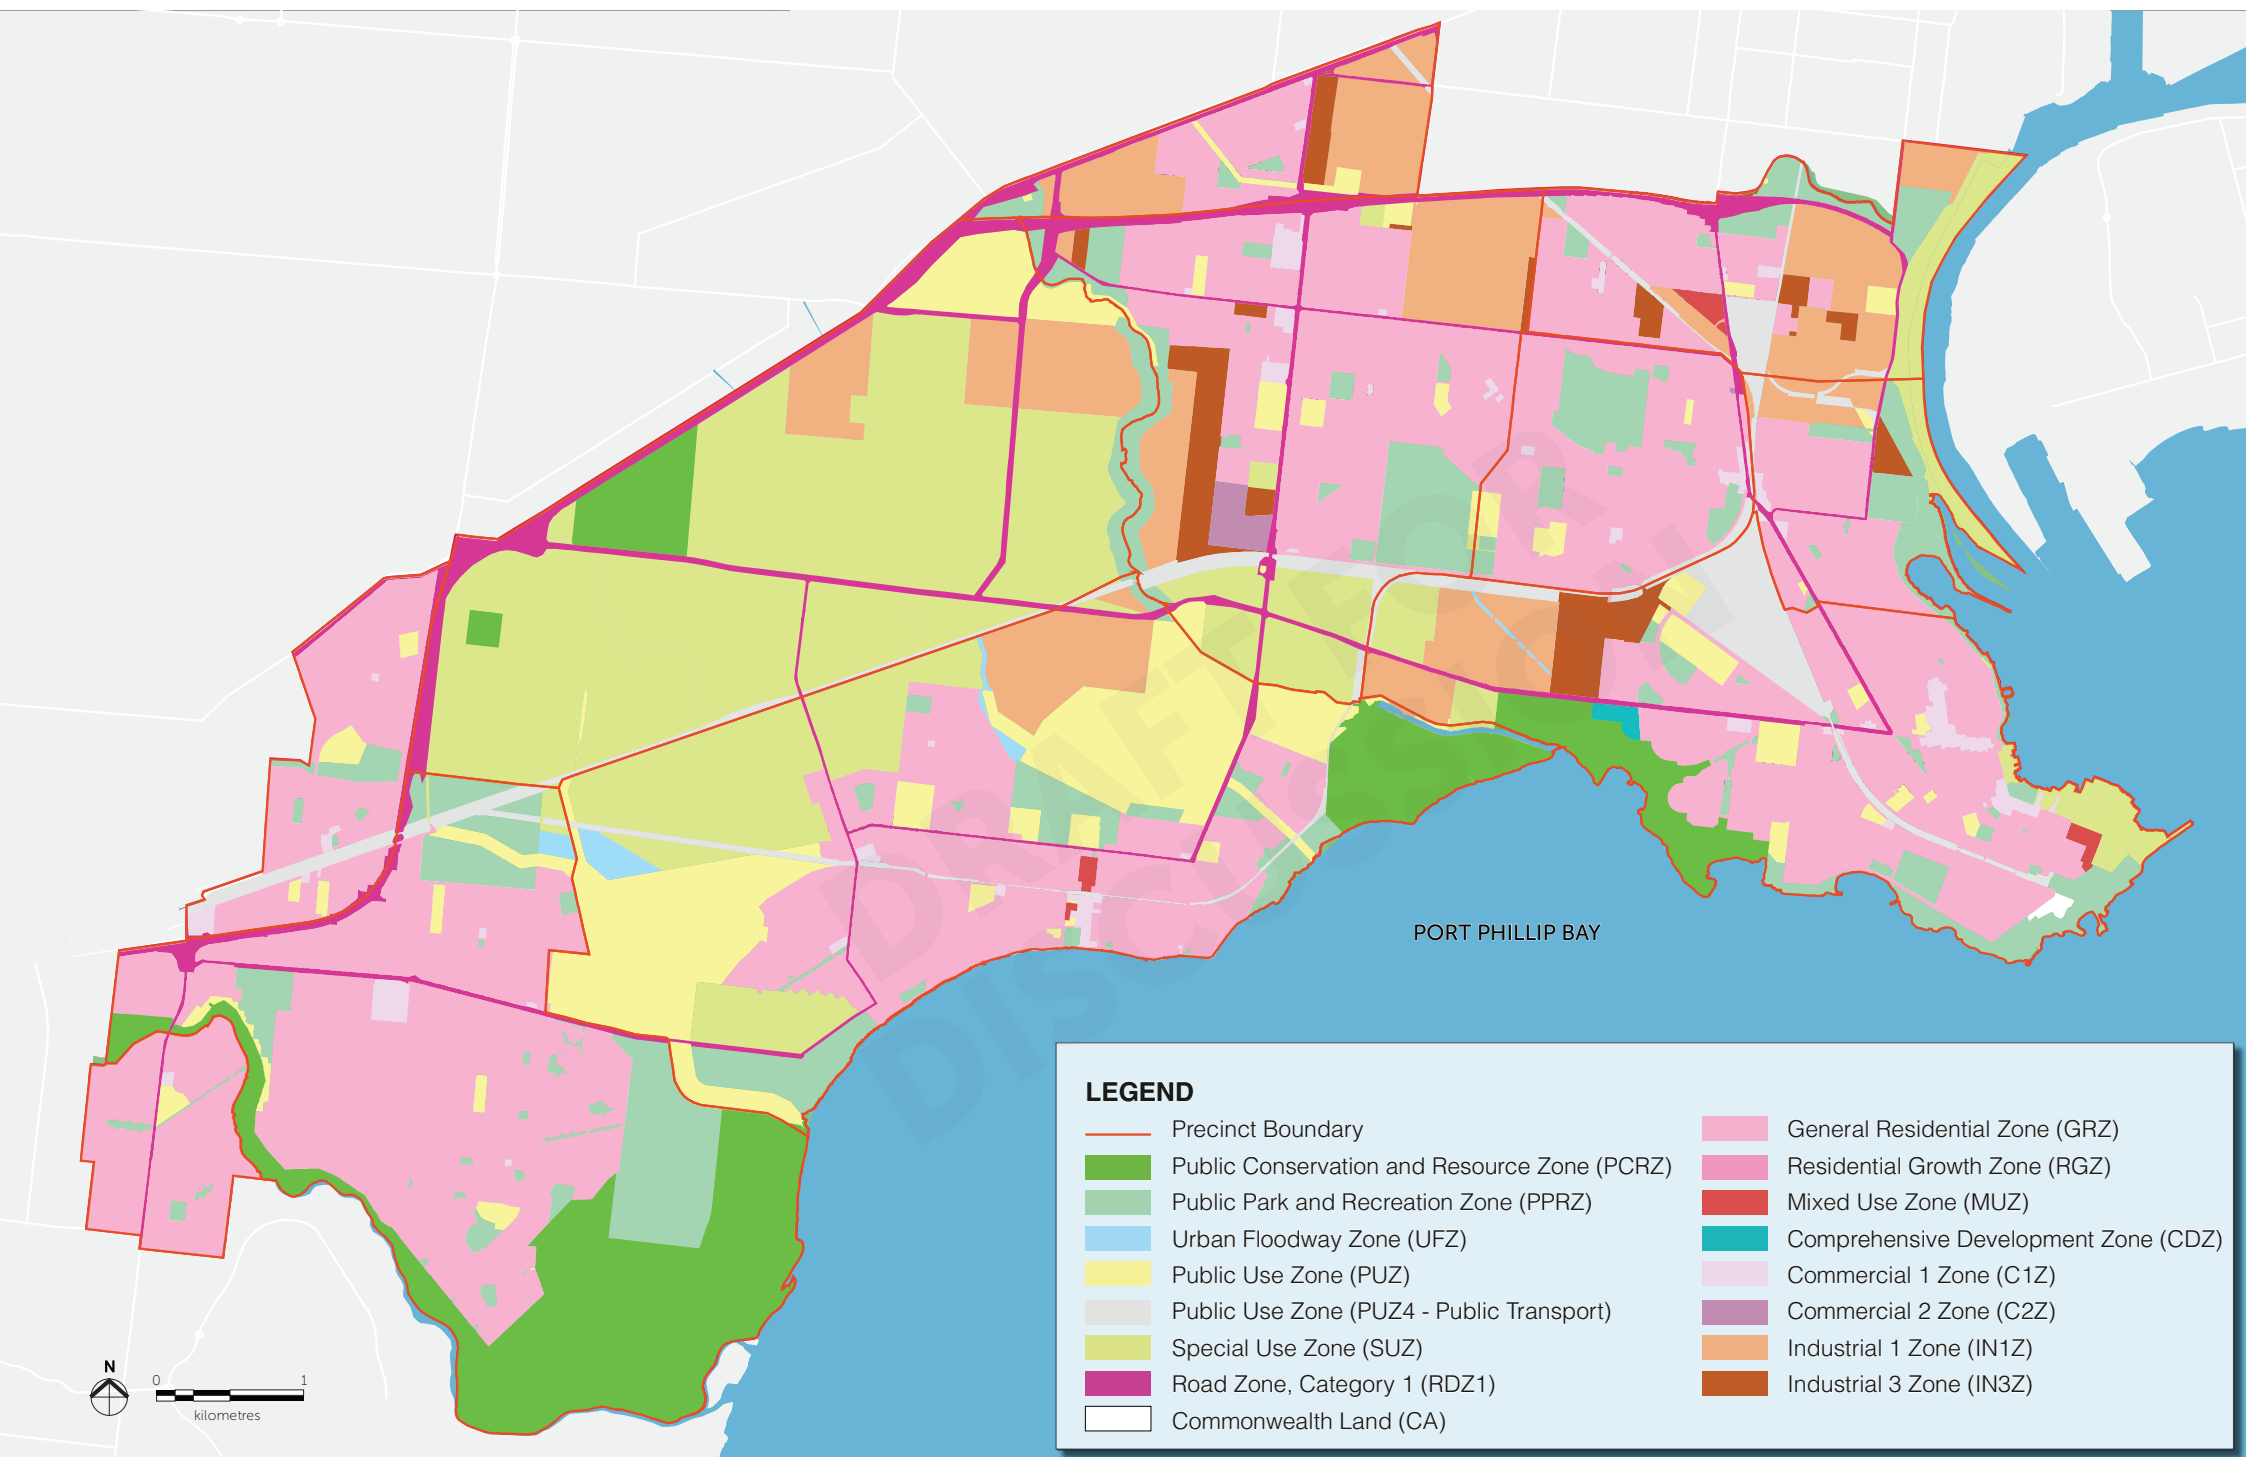 DRAFT FOR
DISCUSSION
PORT PHILLIP BAY
LEGEND
Precinct Boundary
Public Conservation and Resource Zone (PCRZ)
Public Park and Recreation Zone (PPRZ)
Urban Floodway Zone (UFZ)
Public Use Zone (PUZ)
Public Use Zone (PUZ4 - Public Transport)
Special Use Zone (SUZ)
Road Zone, Category 1 (RDZ1)
Commonwealth Land (CA)
General Residential Zone (GRZ)
Residential Growth Zone (RGZ)
Mixed Use Zone (MUZ)
Comprehensive Development Zone (CDZ)
Commercial 1 Zone (C1Z)
Commercial 2 Zone (C2Z)
Industrial 1 Zone (IN1Z)
Industrial 3 Zone (IN3Z)
N
0 1
kilometres